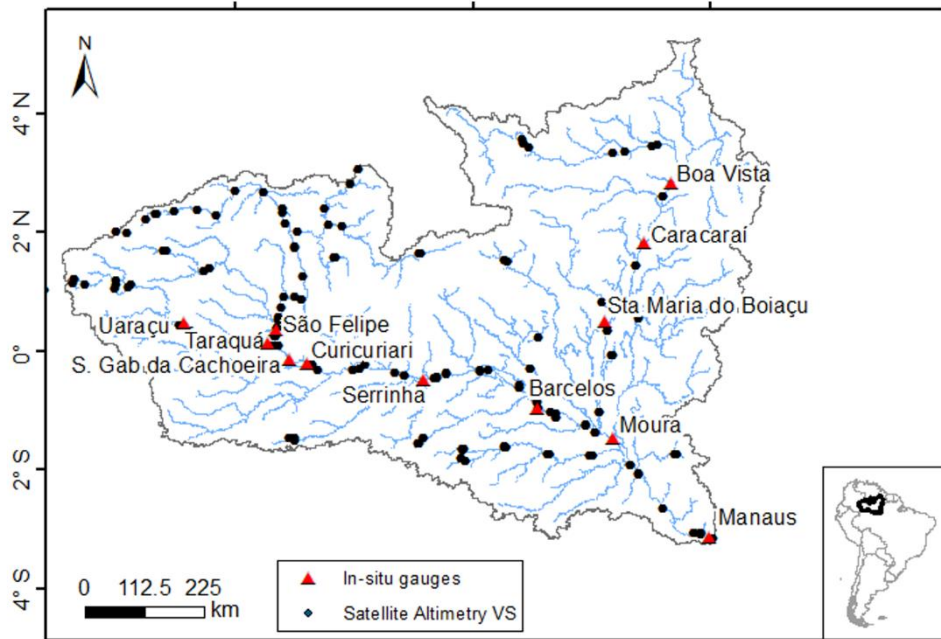 N
4° N
Boa Vista
2° N
Caracaraí
Sta Maria do Boiaçu
São Felipe
Uaraçu
Taraquá
0°
S. Gab.da Cachoeira
Curicuriari
Serrinha
Barcelos
Moura
2° S
Manaus
4° S
0 112.5 225
km
In-situ gauges
Satellite Altimetry VS